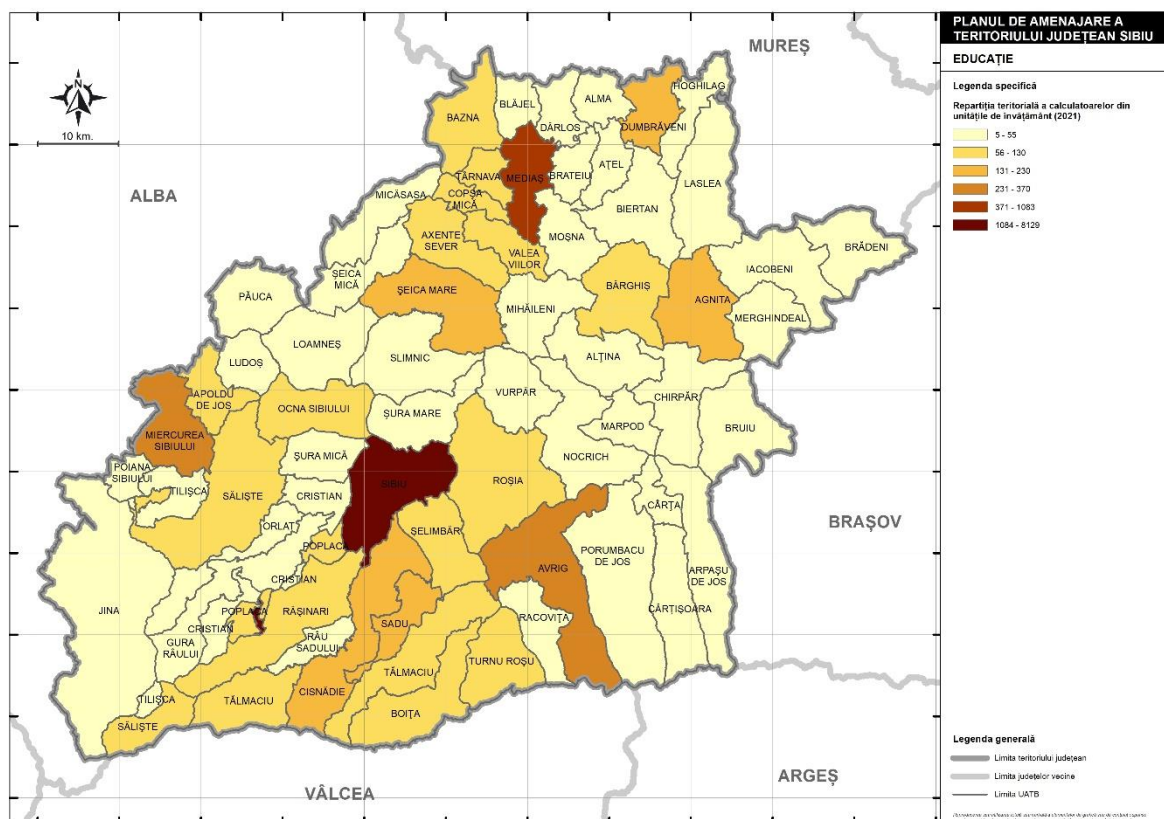 PLANUL DE AMENAJARE A
TERITORIULUI JUDEȚEAN SIBIU
EDUCAȚIE
Legenda specifică
Repartiția teritorială a calculatoarelor din
unitățile de învățământ (2021)
5 - 55
56 - 130
131 - 230
231 - 370
371 - 1083
1084 - 8129
N
10 km.
MUREȘ
ALBA
BRAȘOV
ARGEȘ
VÂLCEA
HOGHILAG
BLĂJEL
ALMA
BAZNA
DÂRLOS
DUMBRĂVENI
TÂRNAVA
MEDIAȘ
BRATEIU
AȚEL
LASLEA
MICĂSASA
COPȘA
MICĂ
BIERTAN
AXENTE
SEVER
MOȘNA
VALEA
VIILOR
BRĂDENI
IACOBENI
ȘEICA
MICĂ
ȘEICA MARE
BÂRGHIȘ
AGNITA
PĂUCA
MIHĂILENI
MERGHINDEAL
LOAMNEȘ
SLIMNIC
ALȚINA
LUDOȘ
APOLDU
DE JOS
VURPĂR
CHIRPĂR
OCNA SIBIULUI
ȘURA MARE
MARPOD
BRUIU
MIERCUREA
SIBIULUI
ȘURA MICĂ
NOCRICH
POIANA
SIBIULUI
TILIȘCA
SĂLIȘTE
CRISTIAN
SIBIU
ROȘIA
CÂRȚA
ORLAT
ȘELIMBĂR
POPLACA
PORUMBACU
DE JOS
AVRIG
ARPAȘU
DE JOS
CRISTIAN
JINA
POPLACA
RĂȘINARI
CÂRȚIȘOARA
RACOVIȚA
SADU
CRISTIAN
GURA
RÂULUI
RÂU
SADULUI
TURNU ROȘU
TĂLMACIU
CISNĂDIE
TILIȘCA
TĂLMACIU
BOIȚA
SĂLIȘTE
Legenda generală
Limita teritoriului județean
Limita județelor vecine
Limita UATB